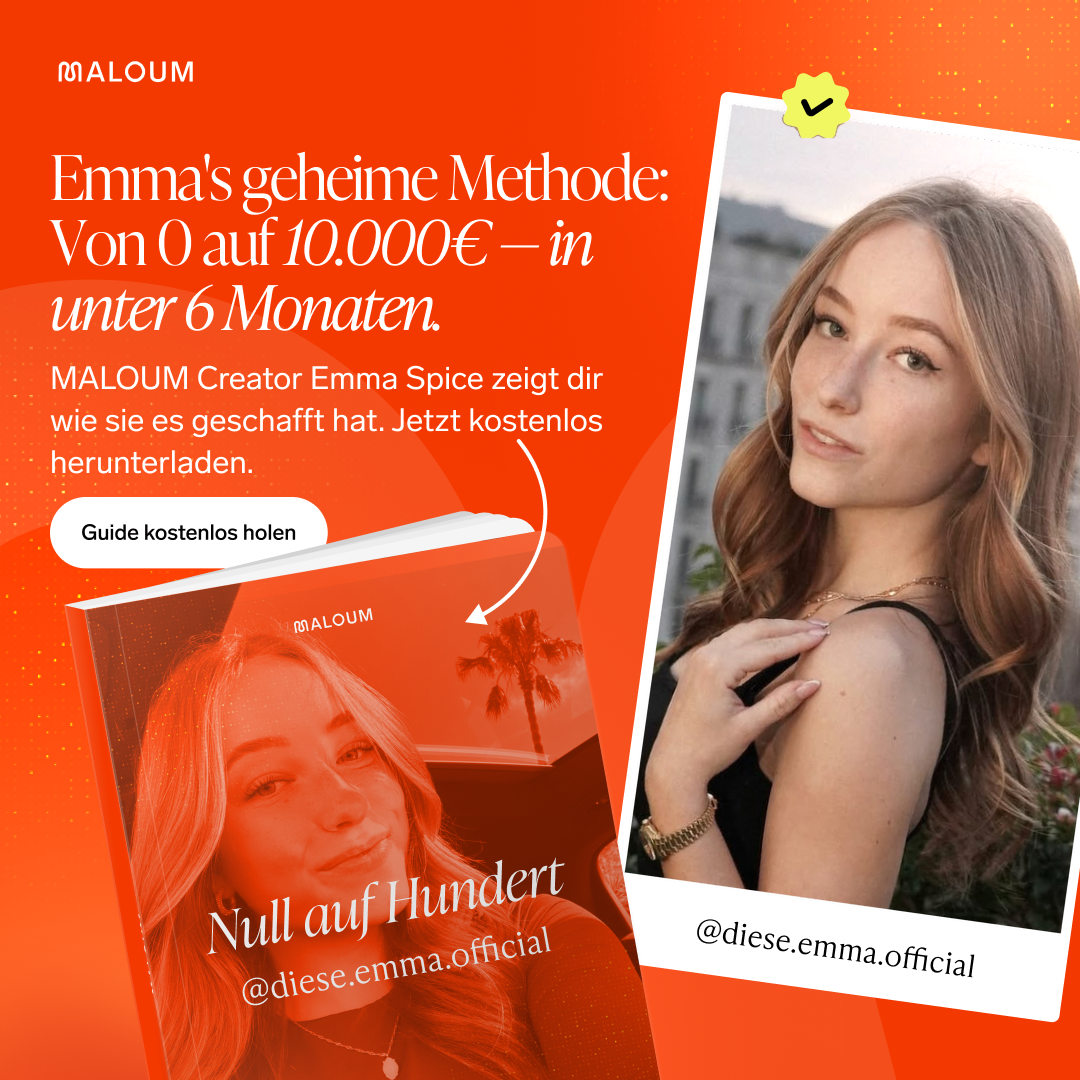 MALOUM
Emma's geheime Methode:
Von 0 auf 10.000€ – in
unter 6 Monaten.
MALOUM Creator Emma Spice zeigt dir
wie sie es geschafft hat. Jetzt kostenlos
herunterladen.
Guide kostenlos holen
MALOUM
Null auf Hundert
@diese.emma.official
@diese.emma.official